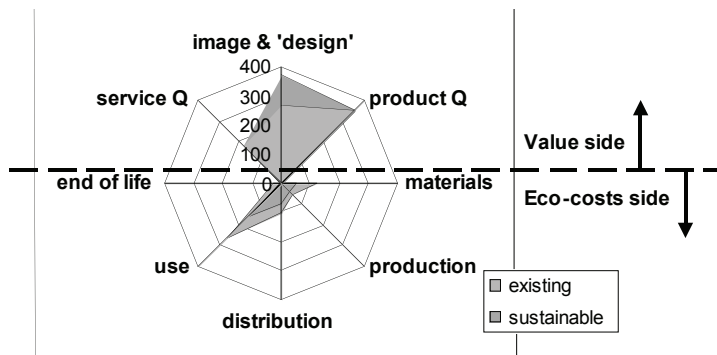 image & 'design'
400
service Q
300
product Q
200
100
Value side
end of life
0
materials
Eco-costs side
use
production
distribution
existing
sustainable